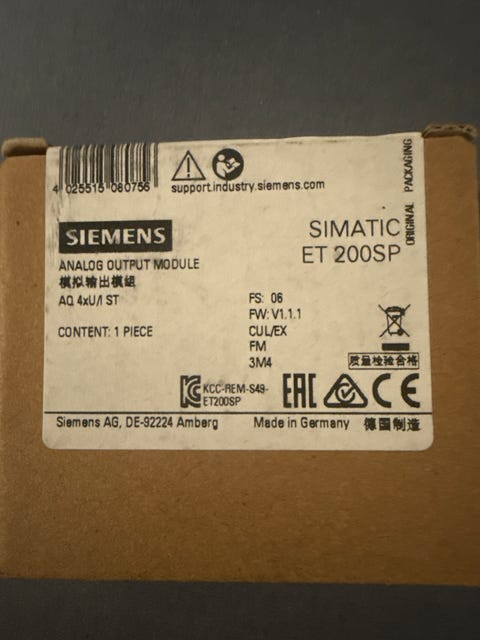 4 025515 080756
support.industry.siemens.com
ORIGINAL PACKAGING
SIEMENS
SIMATIC
ET 200SP
ANALOG OUTPUT MODULE
模拟输出模组
AQ 4xU/I ST
CONTENT: 1 PIECE
FS: 06
FW: V1.1.1
CUL/EX
FM
3M4
质量检验合格
KCC-REM-S49-
ET200SP
EAC
CE
Siemens AG, DE-92224 Amberg
Made in Germany 德国制造